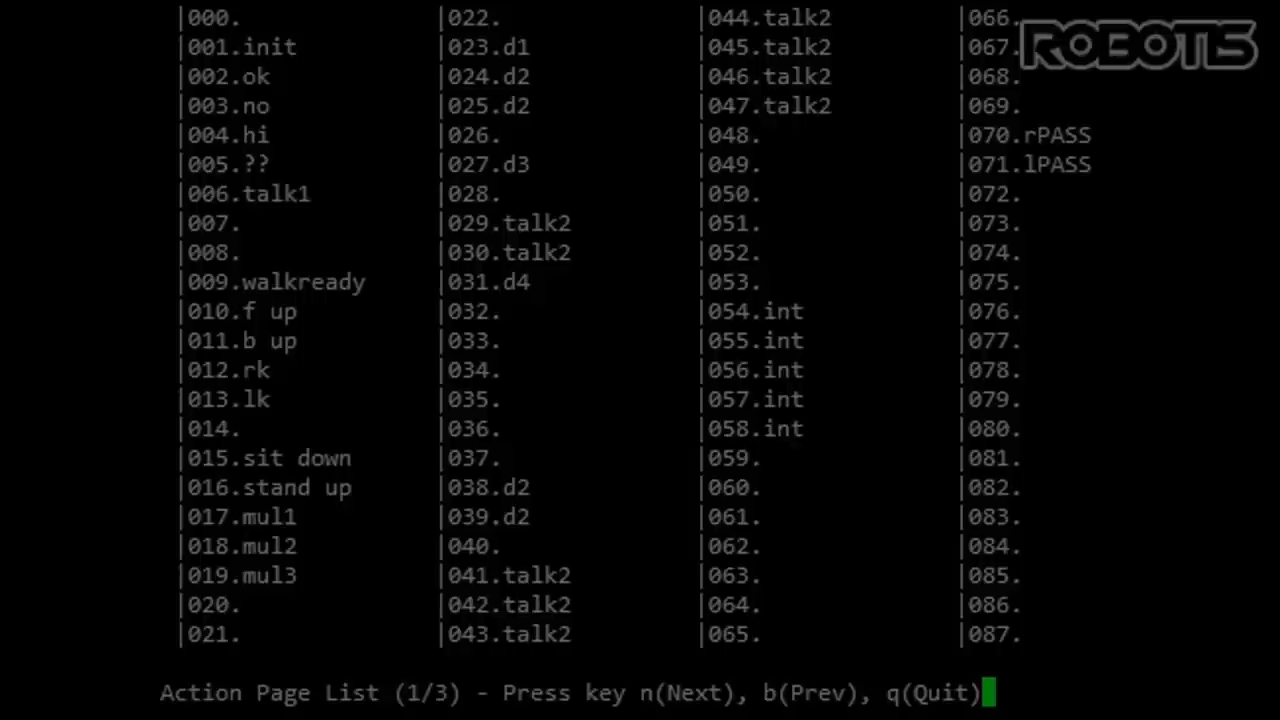 |000. |022. |044.talk2 |066.
|001.init |023.d1 |045.talk2 |067.
|002.ok |024.d2 |046.talk2 |068.
|003.no |025.d2 |047.talk2 |069.
|004.hi |026. |048. |070.rPASS
|005.?? |027.d3 |049. |071.lPASS
|006.talk1 |028. |050. |072.
|007. |029.talk2 |051. |073.
|008. |030.talk2 |052. |074.
|009.walkready |031.d4 |053. |075.
|010.f up |032. |054.int |076.
|011.b up |033. |055.int |077.
|012.rk |034. |056.int |078.
|013.lk |035. |057.int |079.
|014. |036. |058.int |080.
|015.sit down |037. |059. |081.
|016.stand up |038.d2 |060. |082.
|017.mul1 |039.d2 |061. |083.
|018.mul2 |040. |062. |084.
|019.mul3 |041.talk2 |063. |085.
|020. |042.talk2 |064. |086.
|021. |043.talk2 |065. |087.
Action Page List (1/3) - Press key n(Next), b(Prev), q(Quit)
ROBOTIS